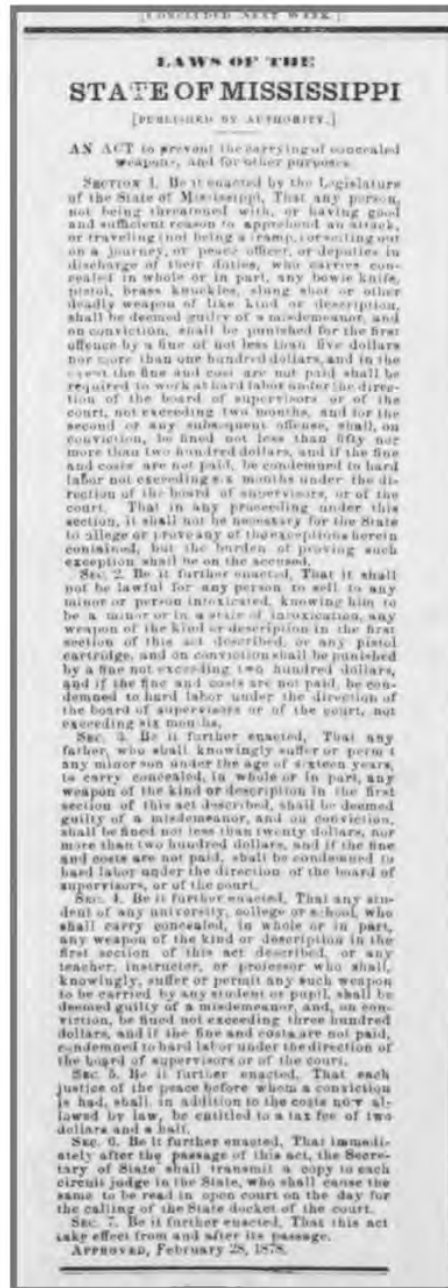 [CONCLUDED NEXT WEEK.]
LAWS OF THE
STATE OF MISSISSIPPI
[PUBLISHED BY AUTHORITY.]
AN ACT to prevent the carrying of concealed
weapons, and for other purposes.
SECTION 1. Be it enacted by the Legislature
of the State of Mississippi, That any person,
not being threatened with, or having good
and sufficient reason to apprehend an attack,
or traveling (not being a tramp,) or setting out
on a journey, or peace officer, or deputies in
discharge of their duties, who carries con-
cealed in whole or in part, any bowie knife,
pistol, brass knuckles, slung shot or other
deadly weapon of like kind or description,
shall be deemed guilty of a misdemeanor, and
on conviction, shall be punished for the first
offence by a fine of not less than five dollars
nor more than one hundred dollars, and in the
event the fine and cost are not paid shall be
required to work at hard labor under the direc-
tion of the board of supervisors or of the
court, not exceeding two months, and for the
second or any subsequent offense, shall, on
conviction, be fined not less than fifty nor
more than two hundred dollars, and if the fine
and costs are not paid, be condemned to hard
labor not exceeding six months under the di-
rection of the board of supervisors, or of the
court. That in any proceeding under this
section, it shall not be necessary for the State
to allege or prove any of the exceptions herein
contained, but the burden of proving such
exception shall be on the accused.
SEC. 2. Be it further enacted, That it shall
not be lawful for any person to sell to any
minor or person intoxicated, knowing him to
be a minor or in a state of intoxication, any
weapon of the kind or description in the first
section of this act described, or any pistol
cartridge, and on conviction shall be punished
by a fine not exceeding two hundred dollars,
and if the fine and costs are not paid, be con-
demned to hard labor under the direction of
the board of supervisors or of the court, not
exceeding six months.
SEC. 3. Be it further enacted, That any
father, who shall knowingly suffer or permit
any minor son under the age of sixteen years,
to carry concealed, in whole or in part, any
weapon of the kind or description in the first
section of this act described, shall be deemed
guilty of a misdemeanor, and on conviction,
shall be fined not less than twenty dollars, nor
more than two hundred dollars, and if the fine
and costs are not paid, shall be condemned to
hard labor under the direction of the board of
supervisors, or of the court.
SEC. 4. Be it further enacted, That any stu-
dent of any university, college or school, who
shall carry concealed, in whole or in part,
any weapon of the kind or description in the
first section of this act described, or any
teacher, instructor, or professor who shall,
knowingly, suffer or permit any such weapon
to be carried by any student or pupil, shall be
deemed guilty of a misdemeanor, and, on con-
viction, be fined not exceeding three hundred
dollars, and if the fine and costs are not paid,
condemned to hard labor under the direction of
the board of supervisors or of the court.
SEC. 5. Be it further enacted, That each
justice of the peace before whom a conviction
is had, shall, in addition to the costs now al-
lowed by law, be entitled to a tax fee of two
dollars and a half.
SEC. 6. Be it further enacted, That immedi-
ately after the passage of this act, the Secre-
tary of State shall transmit a copy to each
circuit judge in the State, who shall cause the
same to be read in open court on the day for
the calling of the State docket of the court.
SEC. 7. Be it further enacted, That this act
take effect from and after its passage.
APPROVED, February 28, 1878.